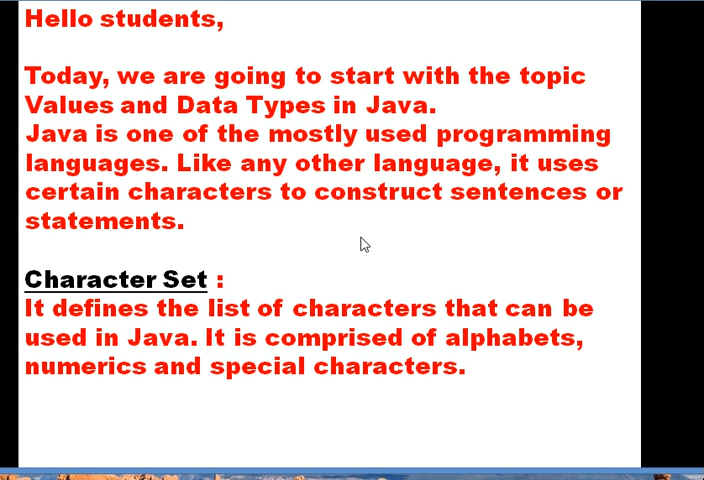 Hello students,
Today, we are going to start with the topic
Values and Data Types in Java.
Java is one of the mostly used programming
languages. Like any other language, it uses
certain characters to construct sentences or
statements.
Character Set :
It defines the list of characters that can be
used in Java. It is comprised of alphabets,
numerics and special characters.